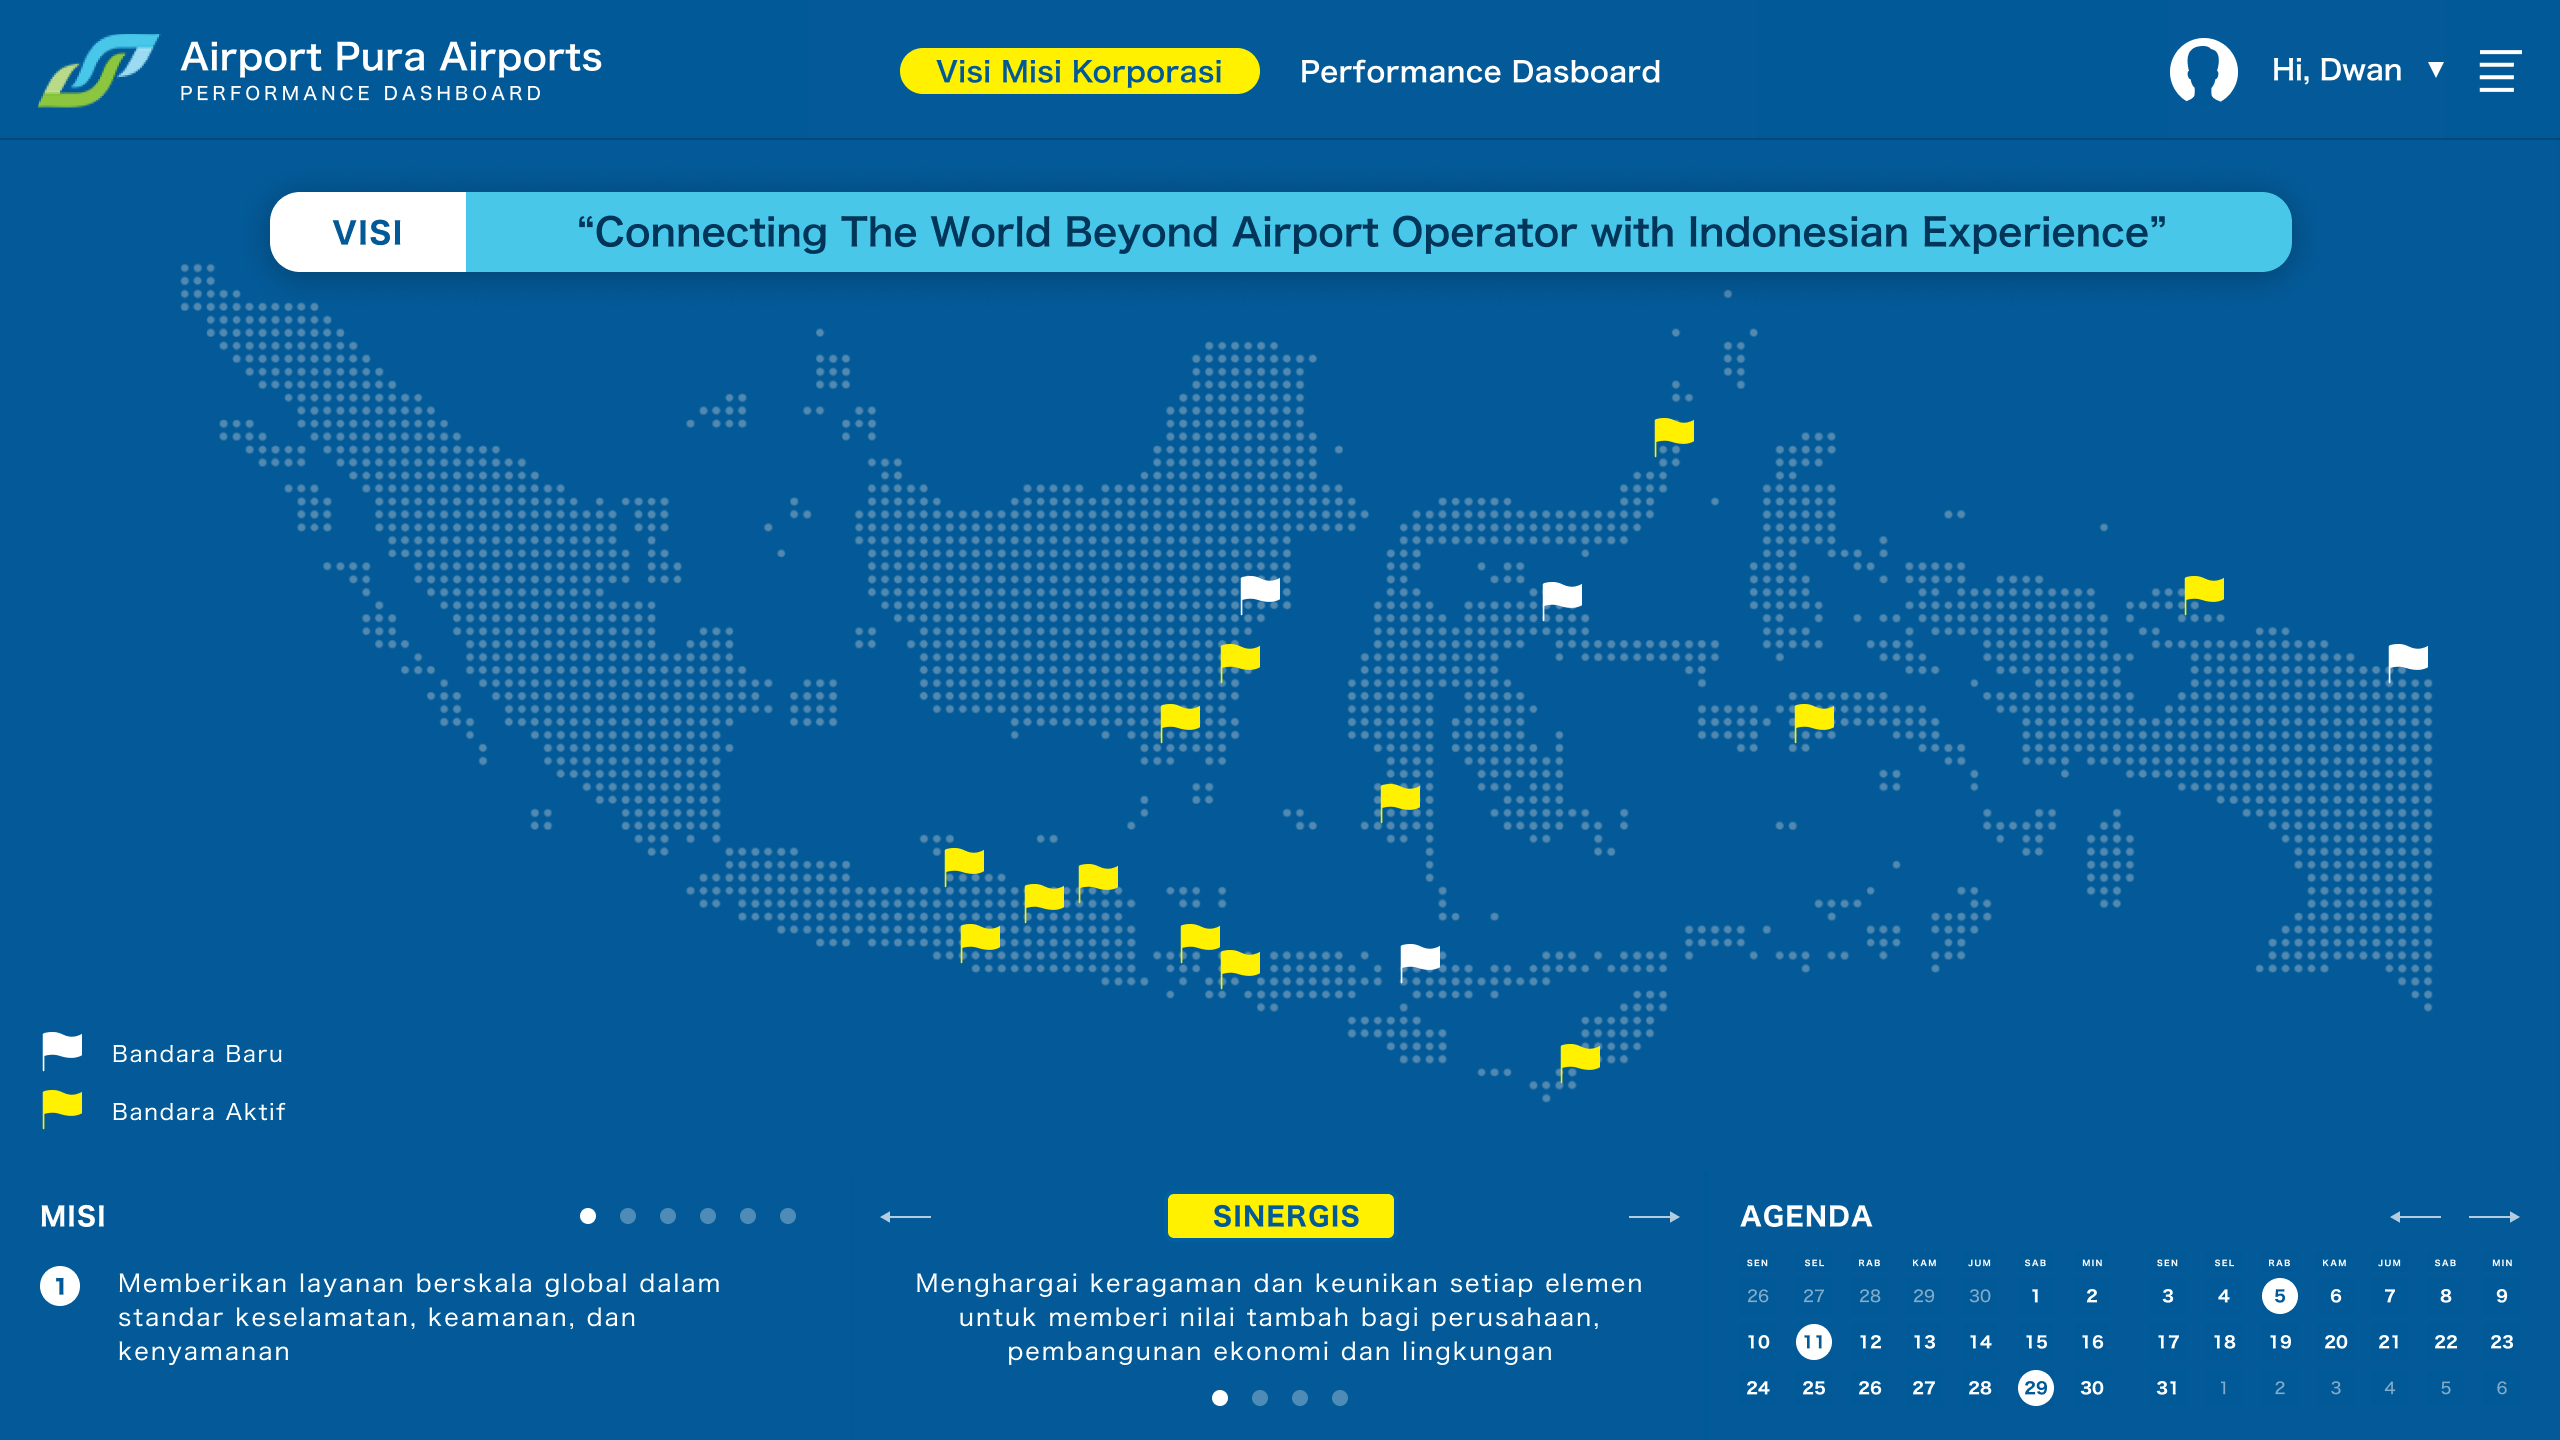 Airport Pura Airports
PERFORMANCE DASHBOARD
Visi Misi Korporasi
Performance Dasboard
Hi, Dwan
VISI
“Connecting The World Beyond Airport Operator with Indonesian Experience”
Bandara Baru
Bandara Aktif
MISI
1
Memberikan layanan berskala global dalam
standar keselamatan, keamanan, dan
kenyamanan
SINERGIS
Menghargai keragaman dan keunikan setiap elemen
untuk memberi nilai tambah bagi perusahaan,
pembangunan ekonomi dan lingkungan
AGENDA
SEN SEL RAB KAM JUM SAB MIN SEN SEL RAB KAM JUM SAB MIN
26 27 28 29 30 1 2 3 4 5 6 7 8 9
10 11 12 13 14 15 16 17 18 19 20 21 22 23
24 25 26 27 28 29 30 31 1 2 3 4 5 6